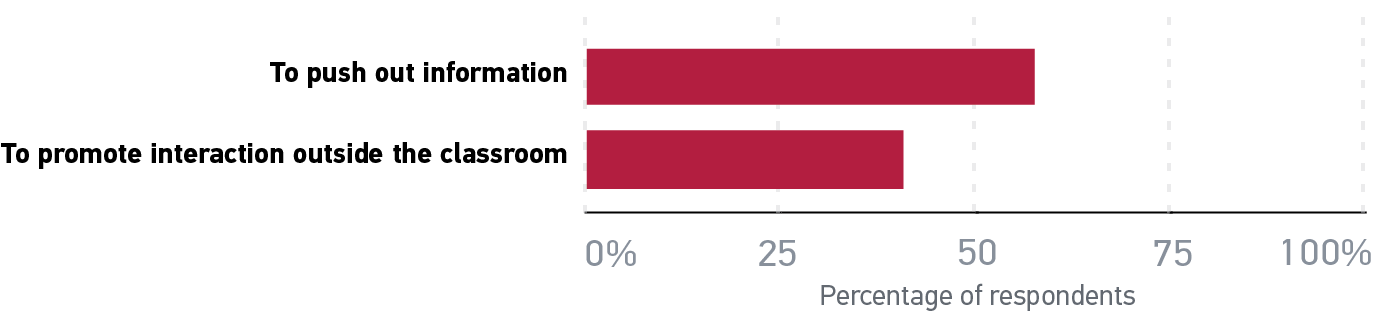 To push out information
To promote interaction outside the classroom
0% 25 50 75 100%
Percentage of respondents